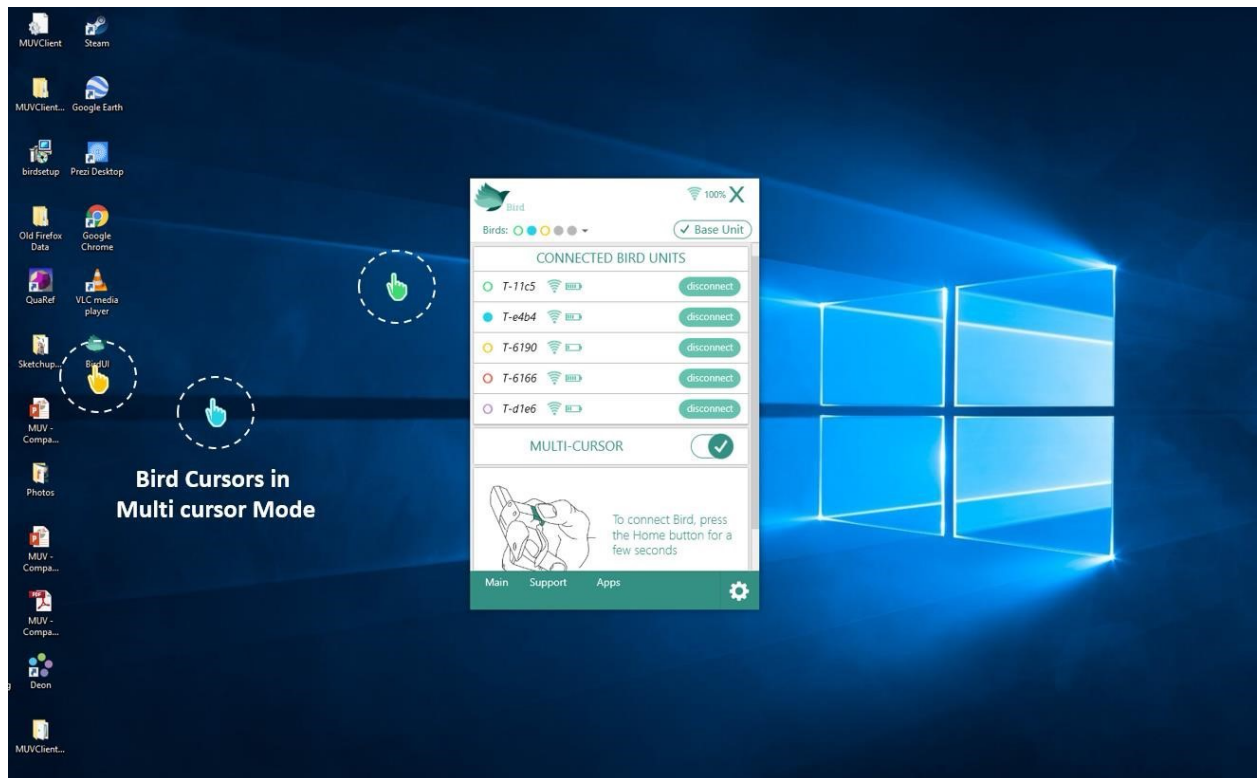 MUVClient
Steam
MUVClient...
Google Earth
birdsetup
Prezi Desktop
Old Firefox
Data
Google
Chrome
QuaRef
VLC media
player
Sketchup...
BirdUI
MUV -
Compa...
Photos
MUV -
Compa...
PDF
MUV -
Compa...
g
Deon
MUVClient...
Bird Cursors in
Multi cursor Mode
Bird
100% X
Birds:
✓ Base Unit
CONNECTED BIRD UNITS
T-11c5 disconnect
T-e4b4 disconnect
T-6190 disconnect
T-6166 disconnect
T-d1e6 disconnect
MULTI-CURSOR
To connect Bird, press
the Home button for a
few seconds
Main Support Apps